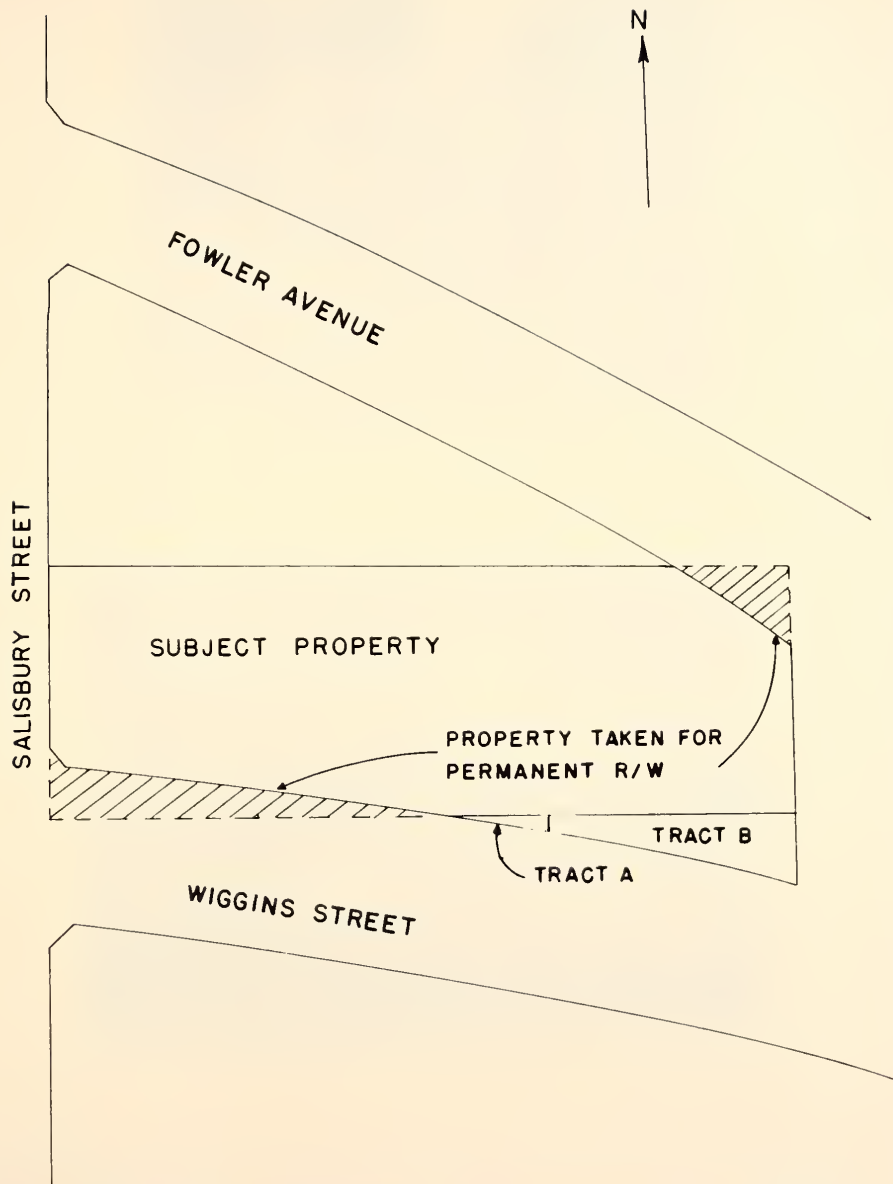 N
FOWLER AVENUE
SALISBURY STREET
SUBJECT PROPERTY
PROPERTY TAKEN FOR
PERMANENT R/W
TRACT B
TRACT A
WIGGINS STREET